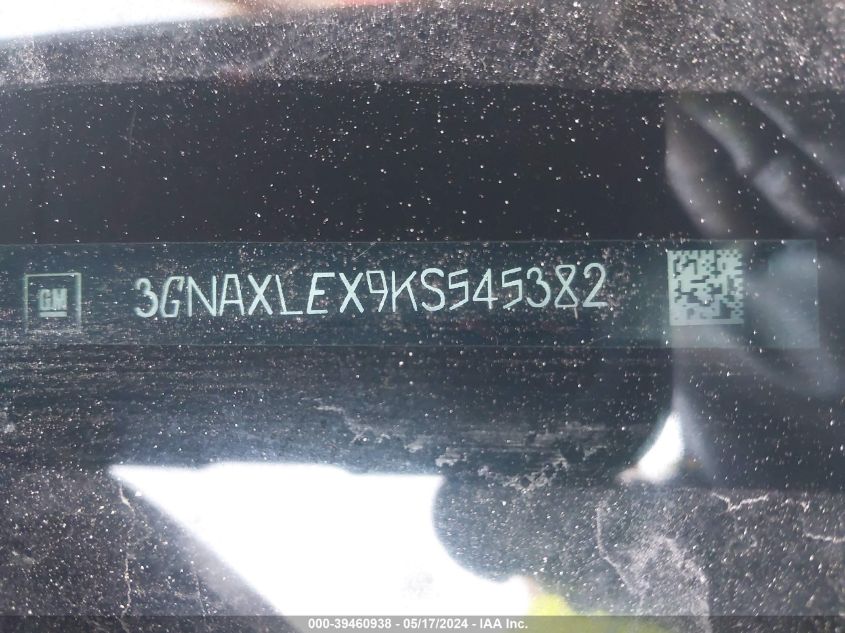 GM
3GNAXLEX9KS545382
000-39460938 - 05/17/2024 - IAA Inc.